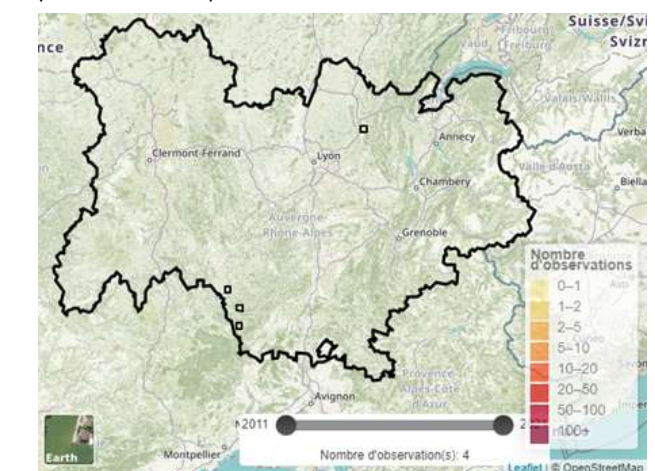 Suisse/Svi
Svizr
nce
Fribourg
Vaud
(Freiburg
Valais/Wallis
Annecy
Verba
Clermont-Ferrand
Lyon
Valle d'Aosta
Chambéry
Biella
Auvergne-
Rhône-Alpes
Grenoble
Nombre
d'observations
0–1
1–2
2–5
5–10
10–20
20–50
50–100
100+
Provence-
Alpes-Côte
d'Azur
Avignon
2011
Montpellier
Nombre d'observation(s): 4
Earth
Leaflet | © OpenStreetMap